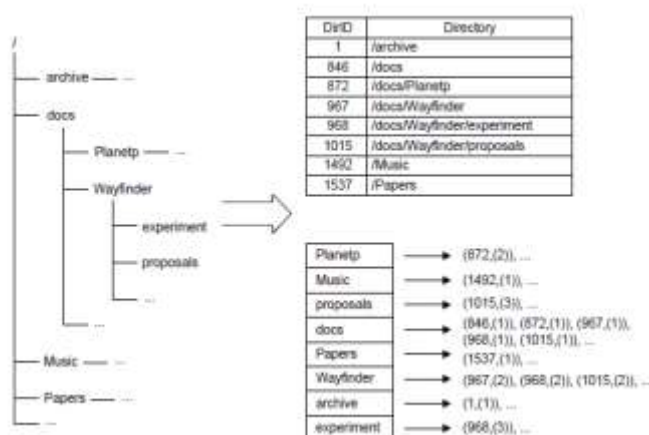 /
archive ...
docs
Planetp ...
Wayfinder
experiment
proposals
...
...
Music ...
Papers ...
...
DirID Directory
1 /archive
846 /docs
872 /docs/Planetp
967 /docs/Wayfinder
968 /docs/Wayfinder/experiment
1015 /docs/Wayfinder/proposals
1492 /Music
1537 /Papers
Planetp (872,(2)), ...
Music (1492,(1)), ...
proposals (1015,(3)), ...
docs (846,(1)), (872,(1)), (967,(1)),
(968,(1)), (1015,(1)), ...
Papers (1537,(1)), ...
Wayfinder (967,(2)), (968,(2)), (1015,(2)), ...
archive (1,(1)), ...
experiment (968,(3)), ...